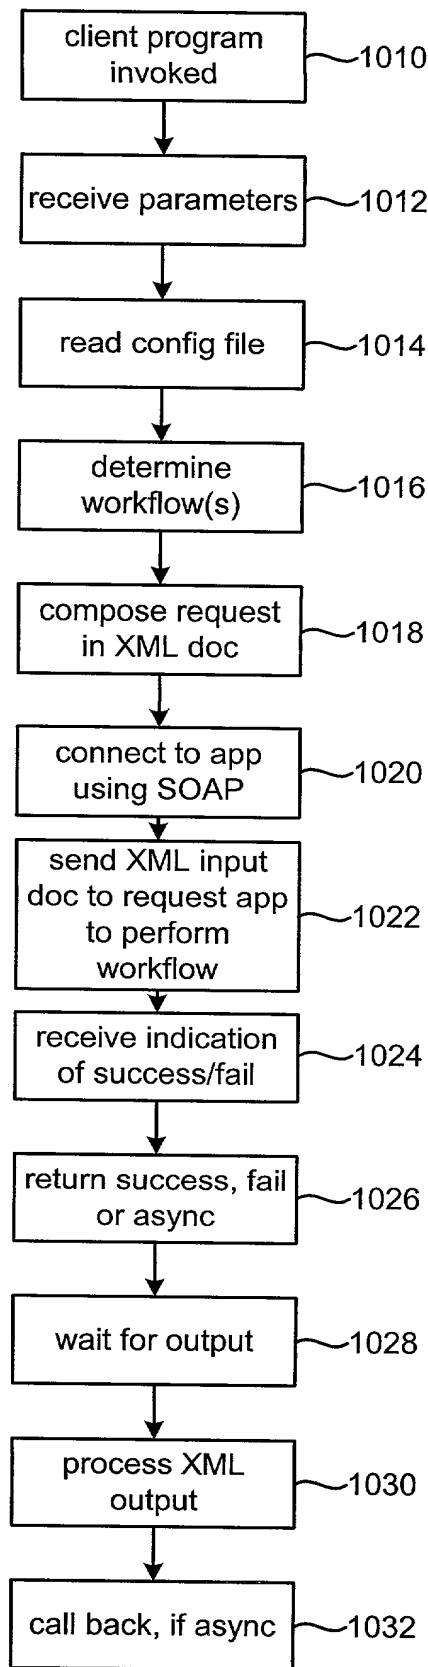 client program
invoked
1010
receive parameters
1012
read config file
1014
determine
workflow(s)
1016
compose request
in XML doc
1018
connect to app
using SOAP
1020
send XML input
doc to request app
to perform
workflow
1022
receive indication
of success/fail
1024
return success, fail
or async
1026
wait for output
1028
process XML
output
1030
call back, if async
1032